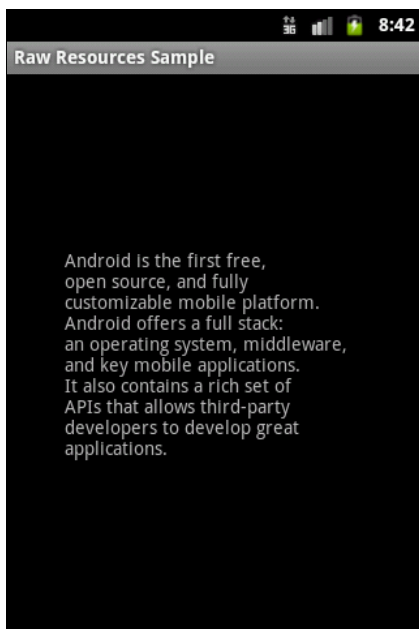 3G 8:42
Raw Resources Sample
Android is the first free,
open source, and fully
customizable mobile platform.
Android offers a full stack:
an operating system, middleware,
and key mobile applications.
It also contains a rich set of
APIs that allows third-party
developers to develop great
applications.